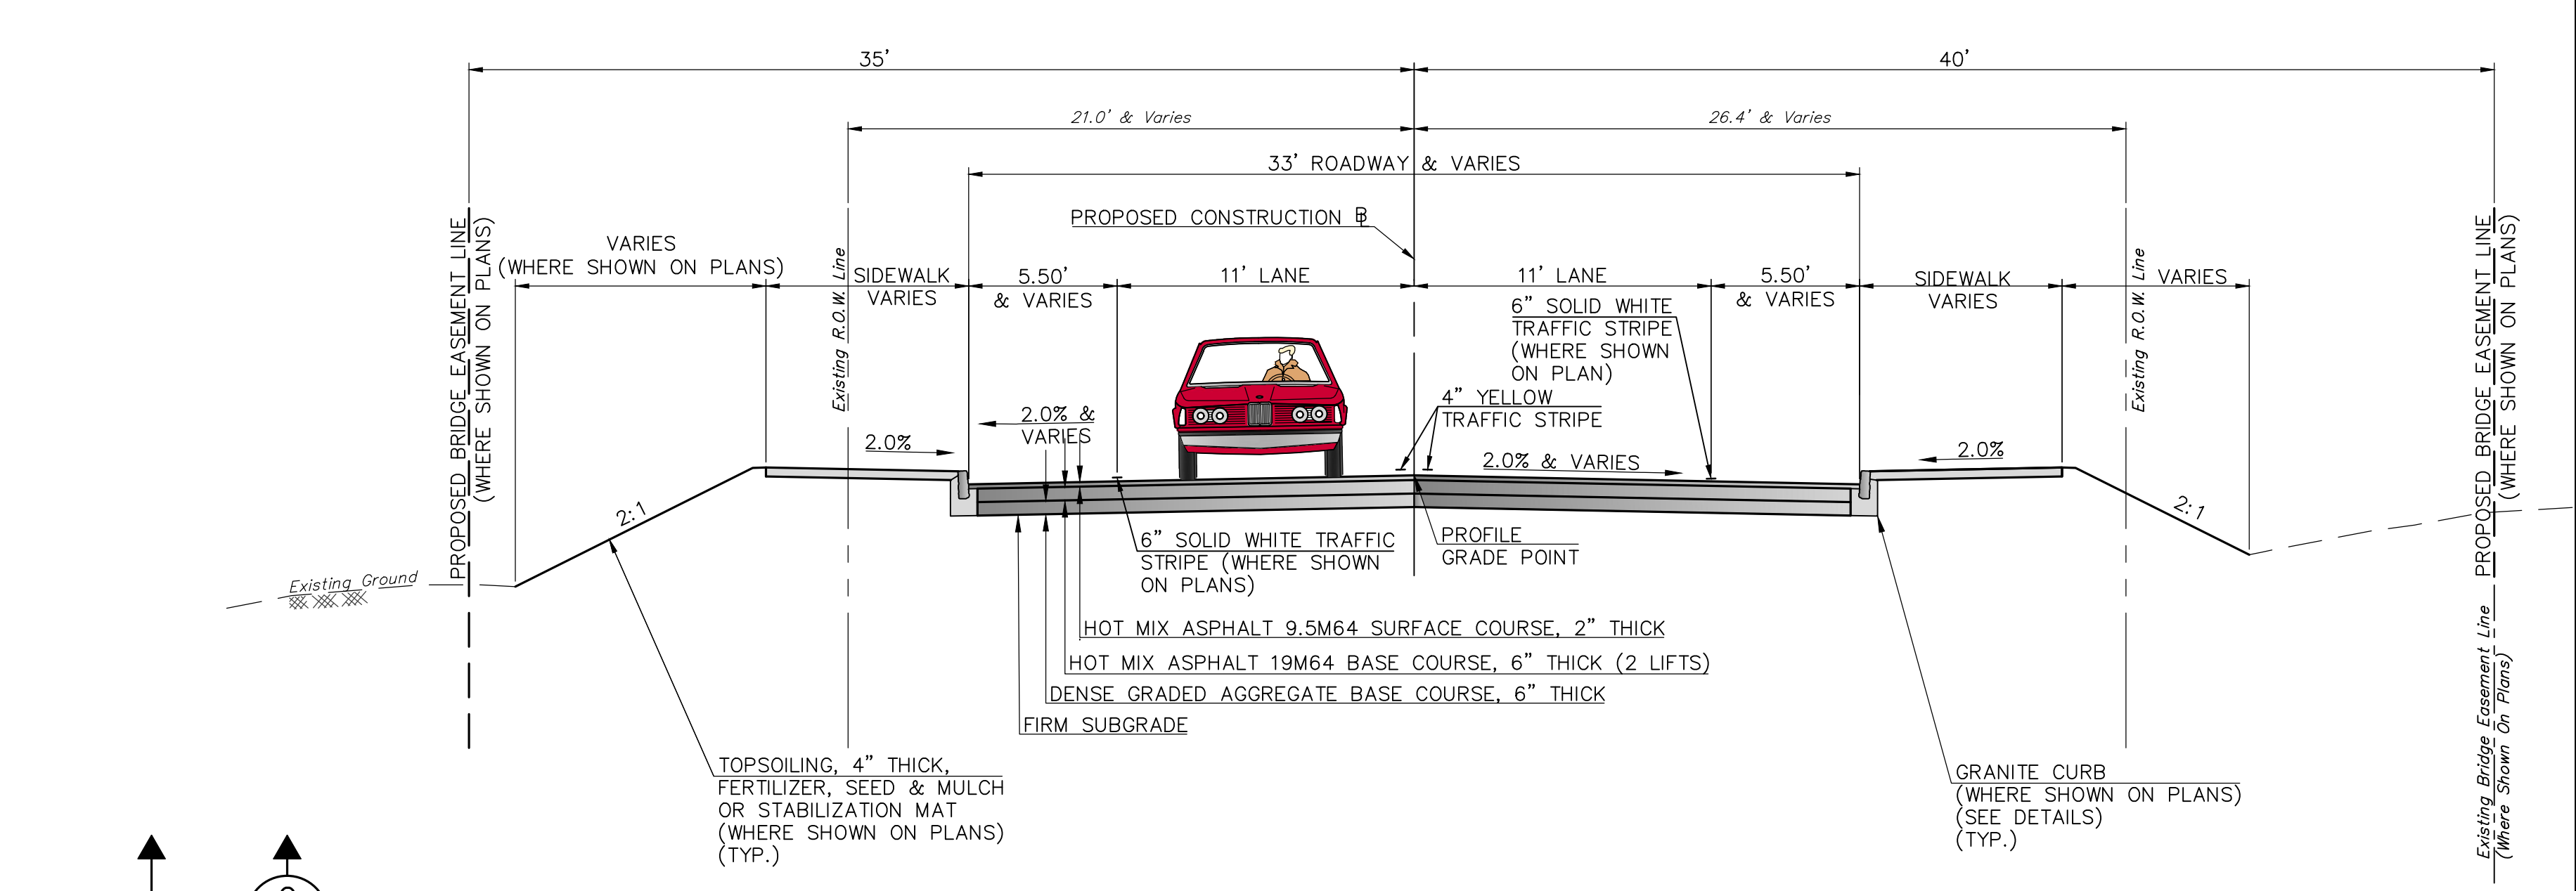 35'
40'
21.0' & Varies
26.4' & Varies
33' ROADWAY & VARIES
PROPOSED CONSTRUCTION BL
PROPOSED BRIDGE EASEMENT LINE
(WHERE SHOWN ON PLANS)
VARIES
(WHERE SHOWN ON PLANS)
Existing R.O.W. Line
SIDEWALK
VARIES
5.50'
& VARIES
11' LANE
11' LANE
5.50'
& VARIES
SIDEWALK
VARIES
VARIES
Existing R.O.W. Line
PROPOSED BRIDGE EASEMENT LINE
(WHERE SHOWN ON PLANS)
6" SOLID WHITE
TRAFFIC STRIPE
(WHERE SHOWN
ON PLAN)
4" YELLOW
TRAFFIC STRIPE
2.0%
2.0% &
VARIES
2.0% & VARIES
2.0%
2:1
2:1
Existing Ground
6" SOLID WHITE TRAFFIC
STRIPE (WHERE SHOWN
ON PLANS)
PROFILE
GRADE POINT
HOT MIX ASPHALT 9.5M64 SURFACE COURSE, 2" THICK
HOT MIX ASPHALT 19M64 BASE COURSE, 6" THICK (2 LIFTS)
DENSE GRADED AGGREGATE BASE COURSE, 6" THICK
FIRM SUBGRADE
TOPSOILING, 4" THICK,
FERTILIZER, SEED & MULCH
OR STABILIZATION MAT
(WHERE SHOWN ON PLANS)
(TYP.)
GRANITE CURB
(WHERE SHOWN ON PLANS)
(SEE DETAILS)
(TYP.)
Existing Bridge Easement Line
(Where Shown On Plans)